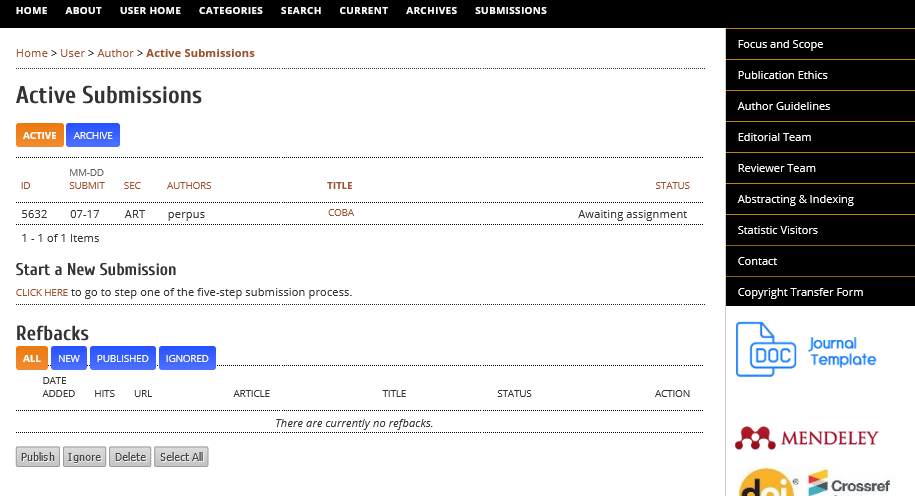 HOME ABOUT USER HOME CATEGORIES SEARCH CURRENT ARCHIVES SUBMISSIONS
Home > User > Author > Active Submissions
Active Submissions
ACTIVE ARCHIVE
MM-DD
ID SUBMIT SEC AUTHORS TITLE STATUS
5632 07-17 ART perpus COBA Awaiting assignment
1 - 1 of 1 Items
Start a New Submission
CLICK HERE to go to step one of the five-step submission process.
Refbacks
ALL NEW PUBLISHED IGNORED
DATE
ADDED HITS URL ARTICLE TITLE STATUS ACTION
There are currently no refbacks.
Publish Ignore Delete Select All
Focus and Scope
Publication Ethics
Author Guidelines
Editorial Team
Reviewer Team
Abstracting & Indexing
Statistic Visitors
Contact
Copyright Transfer Form
DOC
Journal
Template
MENDELEY
doi
Crossref